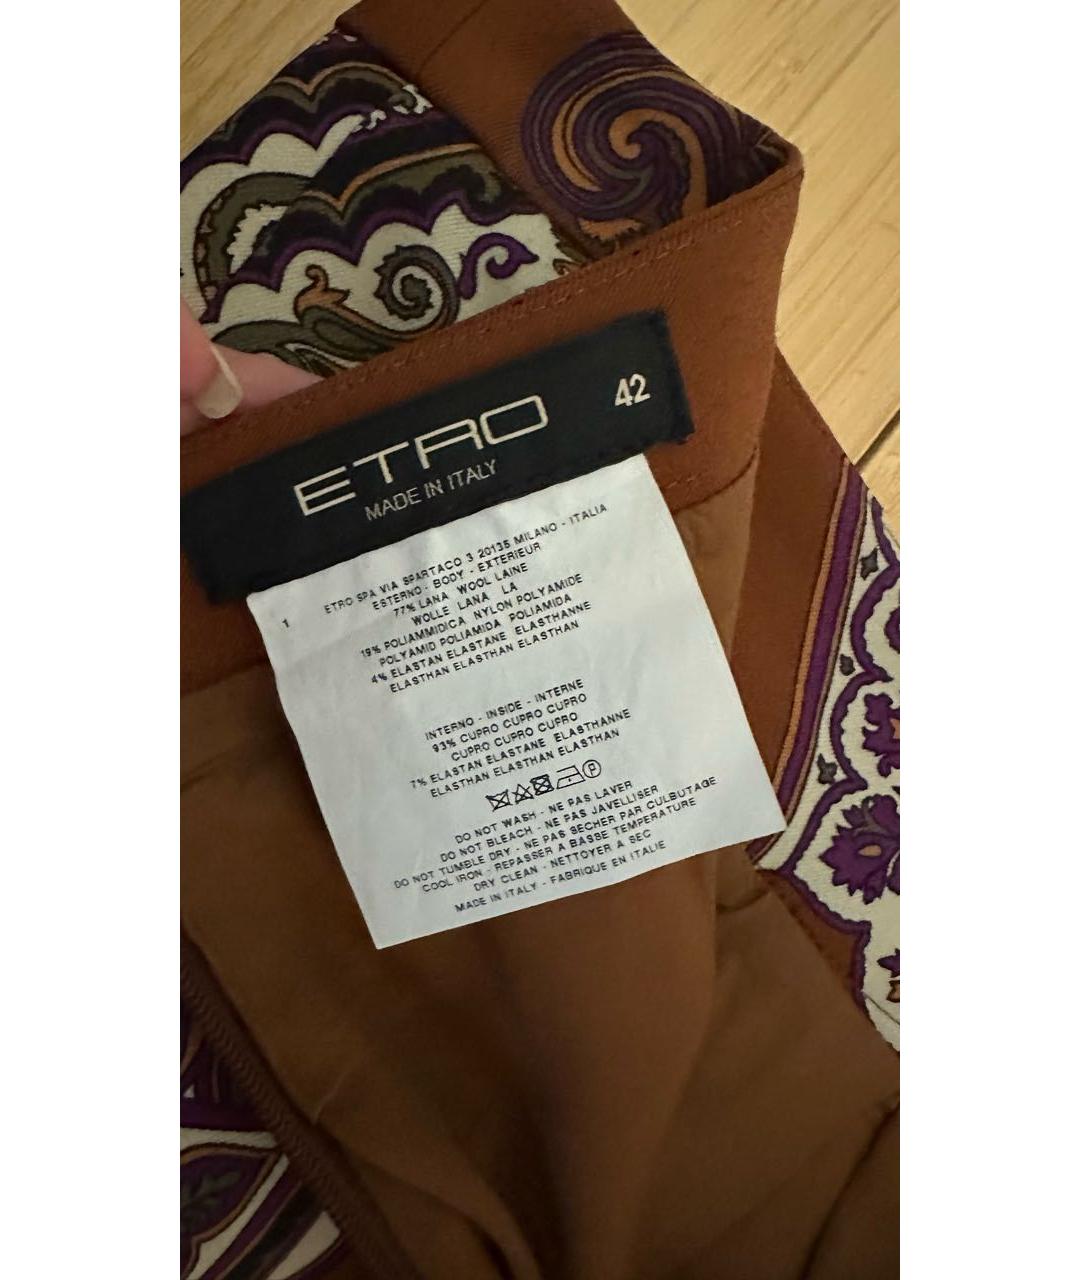 ETRO 42
MADE IN ITALY
1
ETRO SPA VIA SPARTACO 3 20135 MILANO - ITALIA
ESTERNO - BODY - EXTERIEUR
77% LANA WOOL LAINE
WOLLE LANA LA
19% POLIAMMIDICA NYLON POLYAMIDE
POLYAMID POLIAMIDA POLIAMIDA
4% ELASTAN ELASTANE ELASTHANNE
ELASTHAN ELASTHAN ELASTHAN
INTERNO - INSIDE - INTERNE
93% CUPRO CUPRO CUPRO
CUPRO CUPRO CUPRO
7% ELASTAN ELASTANE ELASTHANNE
ELASTHAN ELASTHAN ELASTHAN
P
DO NOT WASH - NE PAS LAVER
DO NOT BLEACH - NE PAS JAVELLISER
DO NOT TUMBLE DRY - NE PAS SECHER PAR CULBUTAGE
COOL IRON - REPASSER A BASSE TEMPERATURE
DRY CLEAN - NETTOYER A SEC
MADE IN ITALY - FABRIQUE EN ITALIE